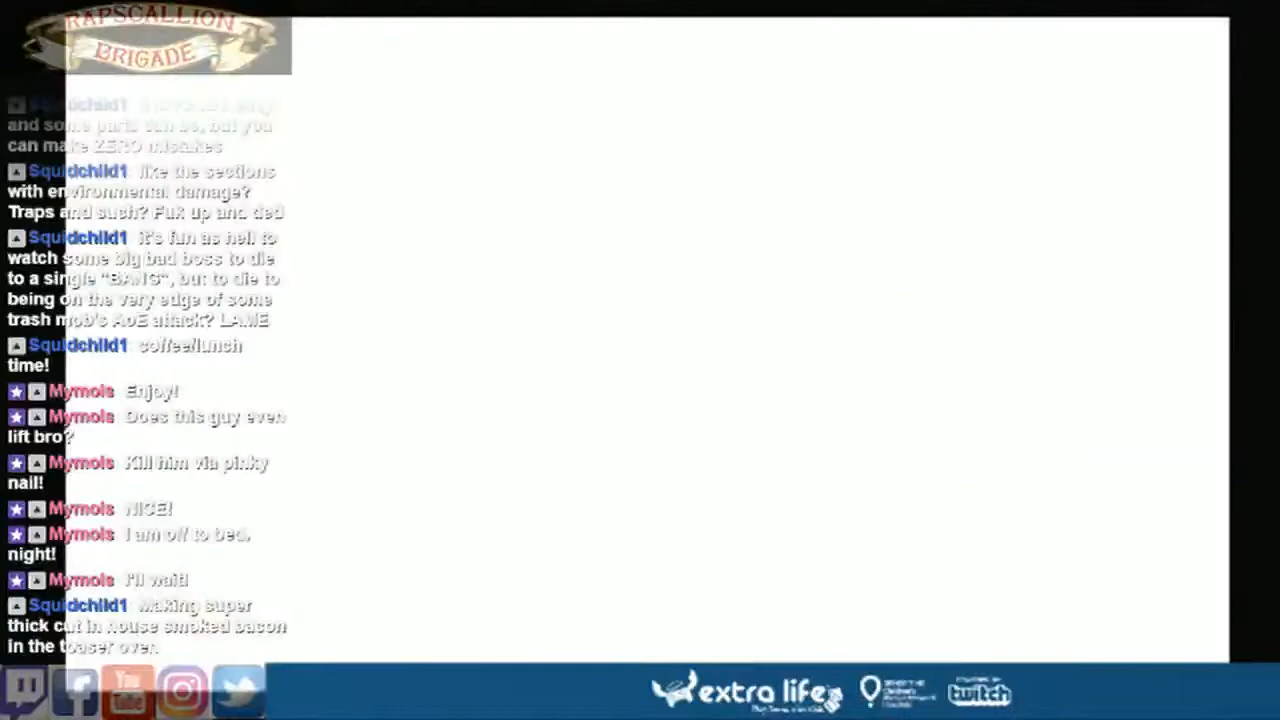 RAPSCALLION
BRIGADE
Squidchild1
and some parts can be, but you
can make ZERO mistakes
Squidchild1 like the sections
with environmental damage?
Traps and such? Fuk up and ded
Squidchild1 it's fun as hell to
watch some big bad boss to die
to a single "BANG", but to die to
being on the very edge of some
trash mob's AoE attack? LAME
Squidchild1 coffee/lunch
time!
Mymols Enjoy!
Mymols Does this guy even
lift bro?
Mymols Kill him via pinky
nail!
Mymols NICE!
Mymols I am off to bed.
night!
Mymols I'll wait!
Squidchild1 Making super
thick cut in house smoked bacon
in the toaser over.
You
Tube
extra life
twitch